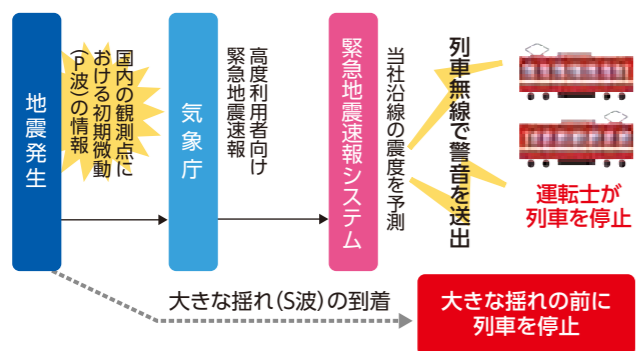 地震発生
国内の観測点に
おける初期微動
(P波)の情報
気象庁
高度利用者向け
緊急地震速報
緊急地震速報システム
当社沿線の震度を予測
列車無線で警音を送出
運転士が
列車を停止
大きな揺れ(S波)の到着
大きな揺れの前に
列車を停止